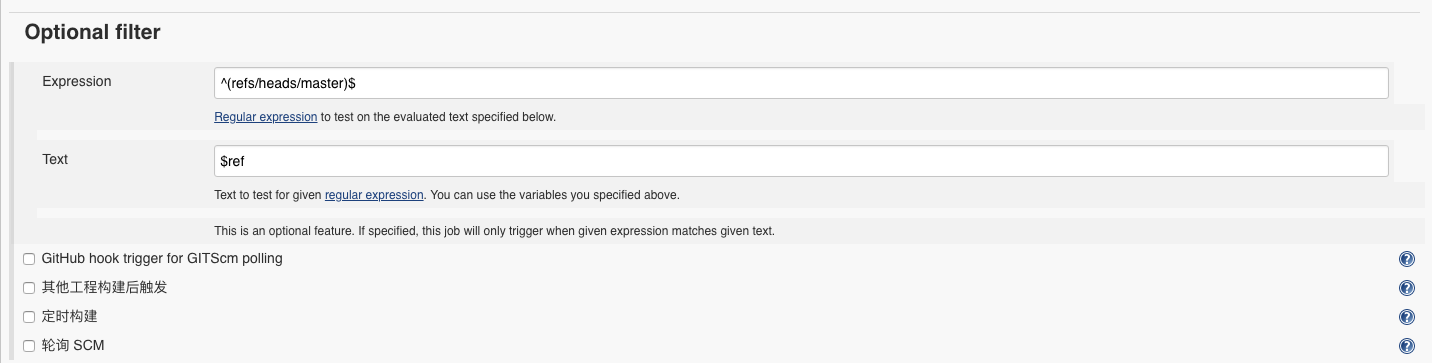 Optional filter
Expression
^(refs/heads/master)$
Regular expression to test on the evaluated text specified below.
Text
$ref
Text to test for given regular expression. You can use the variables you specified above.
This is an optional feature. If specified, this job will only trigger when given expression matches given text.
GitHub hook trigger for GITScm polling
其他工程构建后触发
定时构建
轮询 SCM